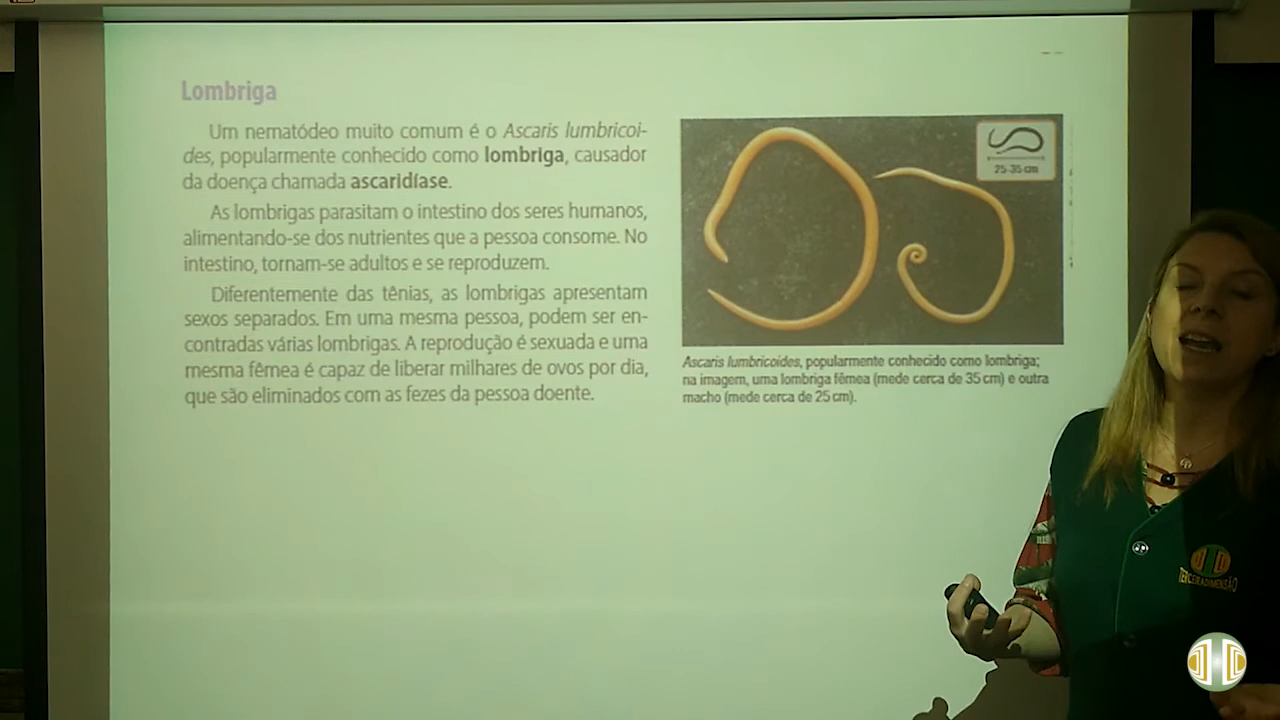 Lombriga
Um nematódeo muito comum é o Ascaris lumbricoi-
des, popularmente conhecido como lombriga, causador
da doença chamada ascaridíase.
As lombrigas parasitam o intestino dos seres humanos,
alimentando-se dos nutrientes que a pessoa consome. No
intestino, tornam-se adultos e se reproduzem.
Diferentemente das tênias, as lombrigas apresentam
sexos separados. Em uma mesma pessoa, podem ser en-
contradas várias lombrigas. A reprodução é sexuada e uma
mesma fêmea é capaz de liberar milhares de ovos por dia,
que são eliminados com as fezes da pessoa doente.
25-35 cm
Ascaris lumbricoides, popularmente conhecido como lombriga;
na imagem, uma lombriga fêmea (mede cerca de 35 cm) e outra
macho (mede cerca de 25 cm).
TERCEIRADIMENSÃO